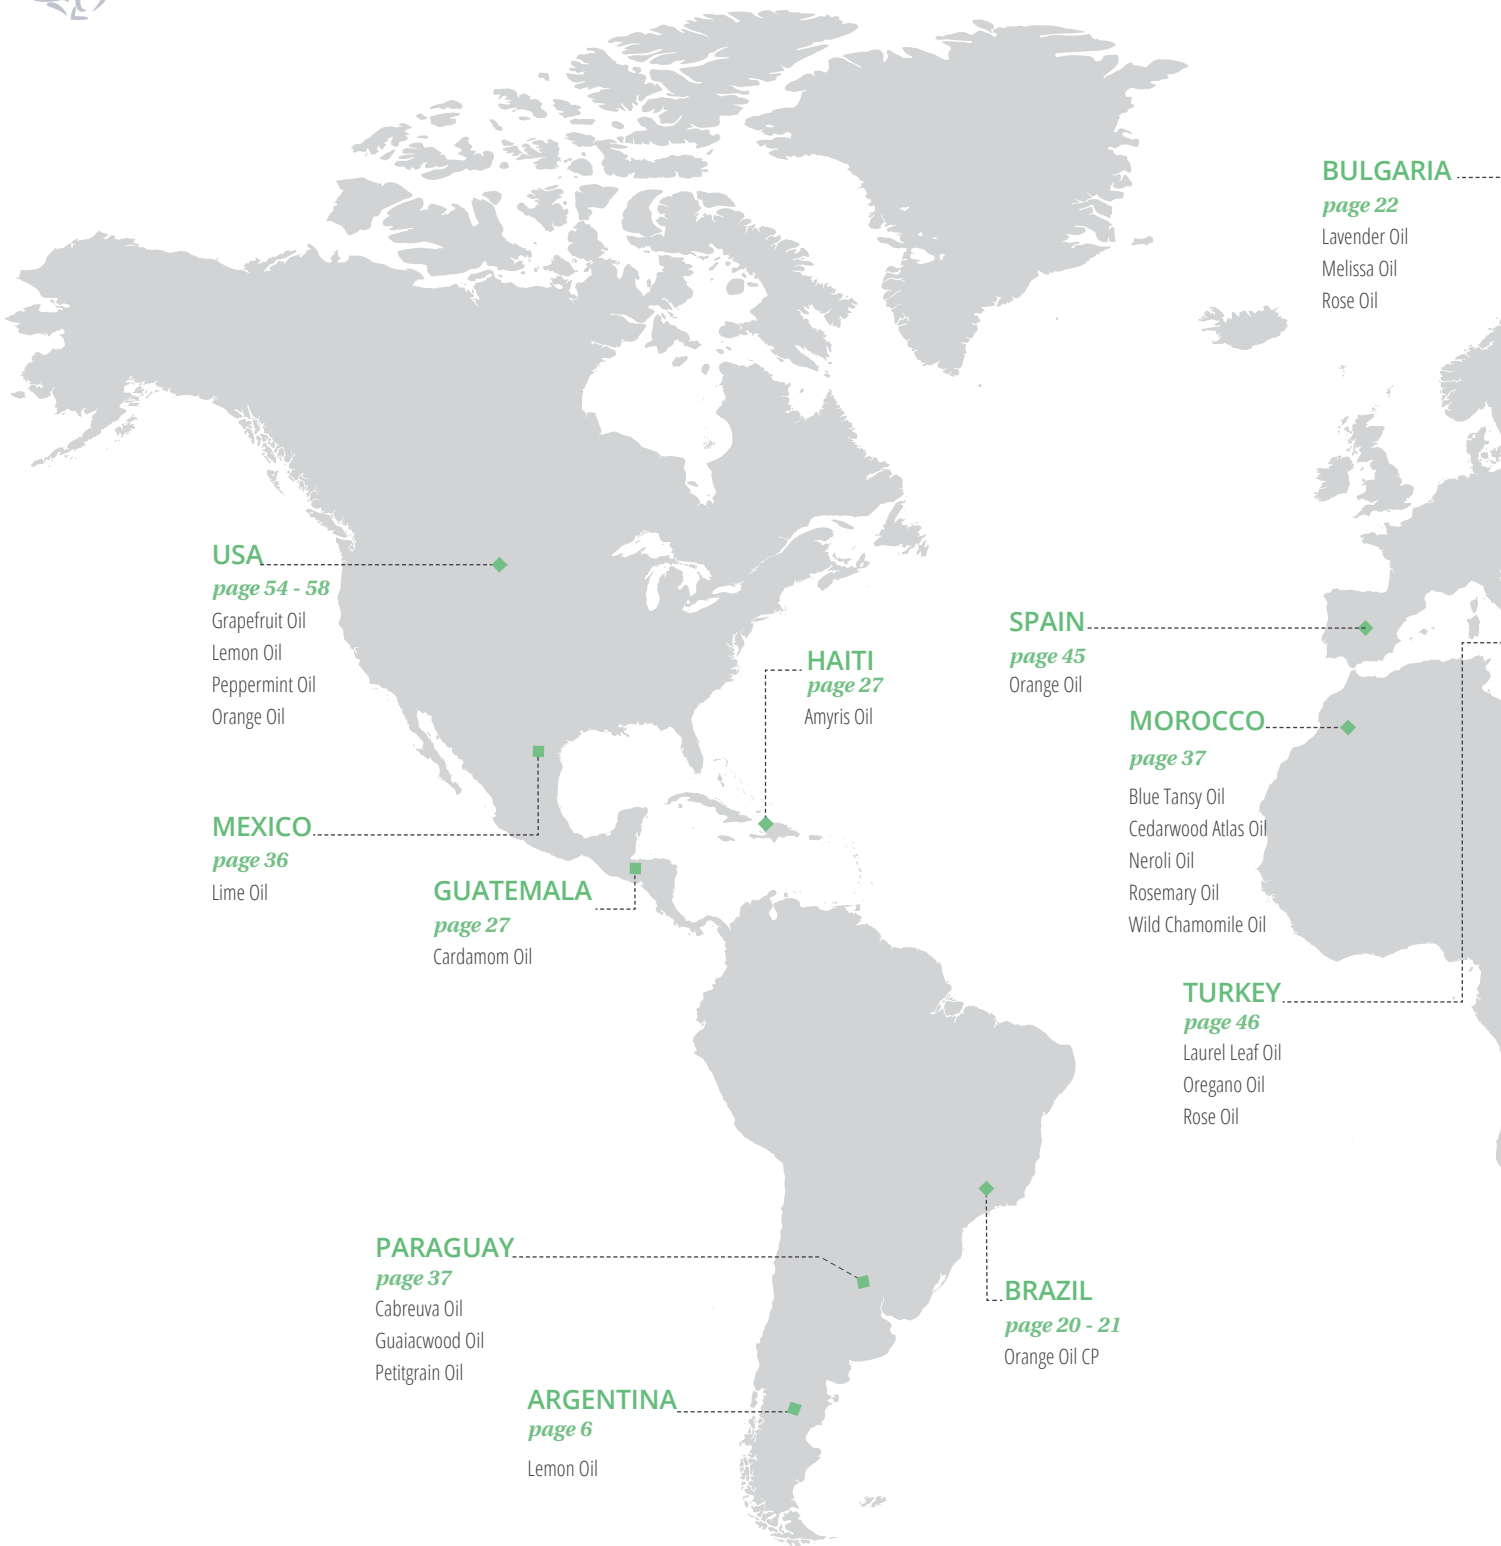 BULGARIA
page 22
Lavender Oil
Melissa Oil
Rose Oil
USA
page 54 - 58
Grapefruit Oil
Lemon Oil
Peppermint Oil
Orange Oil
HAITI
page 27
Amyris Oil
SPAIN
page 45
Orange Oil
MOROCCO
page 37
Blue Tansy Oil
Cedarwood Atlas Oil
Neroli Oil
Rosemary Oil
Wild Chamomile Oil
MEXICO
page 36
Lime Oil
GUATEMALA
page 27
Cardamom Oil
TURKEY
page 46
Laurel Leaf Oil
Oregano Oil
Rose Oil
PARAGUAY
page 37
Cabreuva Oil
Guaiacwood Oil
Petitgrain Oil
BRAZIL
page 20 - 21
Orange Oil CP
ARGENTINA
page 6
Lemon Oil